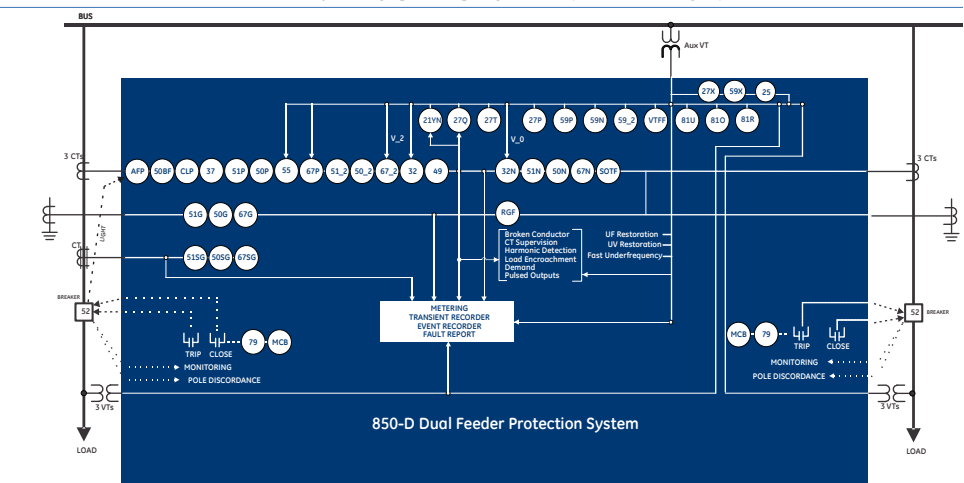 BUS
Aux VT
27X 59X 25
21YN 27Q 27T 27P 59P 59N 59_2 VTFF 81U 81O 81R
V_2 V_0
3 CTs 3 CTs
AFP 50BF CLP 37 51P 50P 55 67P 51_2 50_2 67_2 32 49 32N 51N 50N 67N SOTF
51G 50G 67G RGF
LIGHT
Broken Conductor
CT Supervision
Harmonic Detection
Load Encroachment
Demand
Pulsed Outputs
UF Restoration
UV Restoration
Fast Underfrequency
CT
51SG 50SG 67SG
BREAKER 52 52 BREAKER
METERING
TRANSIENT RECORDER
EVENT RECORDER
FAULT REPORT
79 MCB MCB 79
TRIP CLOSE TRIP CLOSE
MONITORING MONITORING
POLE DISCORDANCE POLE DISCORDANCE
3 VTs 3 VTs
850-D Dual Feeder Protection System
LOAD LOAD